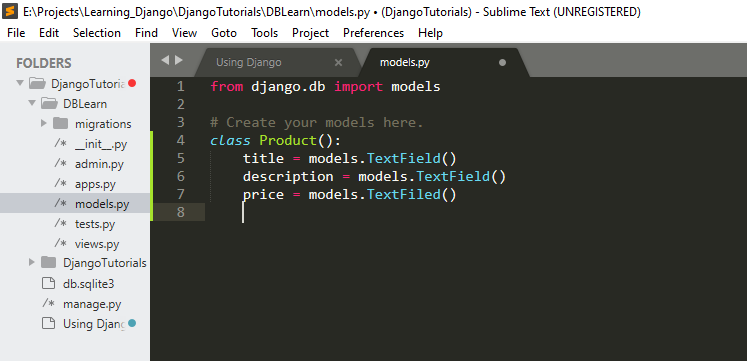 E:\Projects\Learning_Django\DjangoTutorials\DBLearn\models.py • (DjangoTutorials) - Sublime Text (UNREGISTERED)
File Edit Selection Find View Goto Tools Project Preferences Help
FOLDERS
DjangoTutoria
DBLearn
migrations
/* __init__.py
/* admin.py
/* apps.py
/* models.py
/* tests.py
/* views.py
DjangoTutorials
db.sqlite3
/* manage.py
Using Djang
Using Django ×
models.py
1 from django.db import models
2
3 # Create your models here.
4 class Product():
5 title = models.TextField()
6 description = models.TextField()
7 price = models.TextFiled()
8